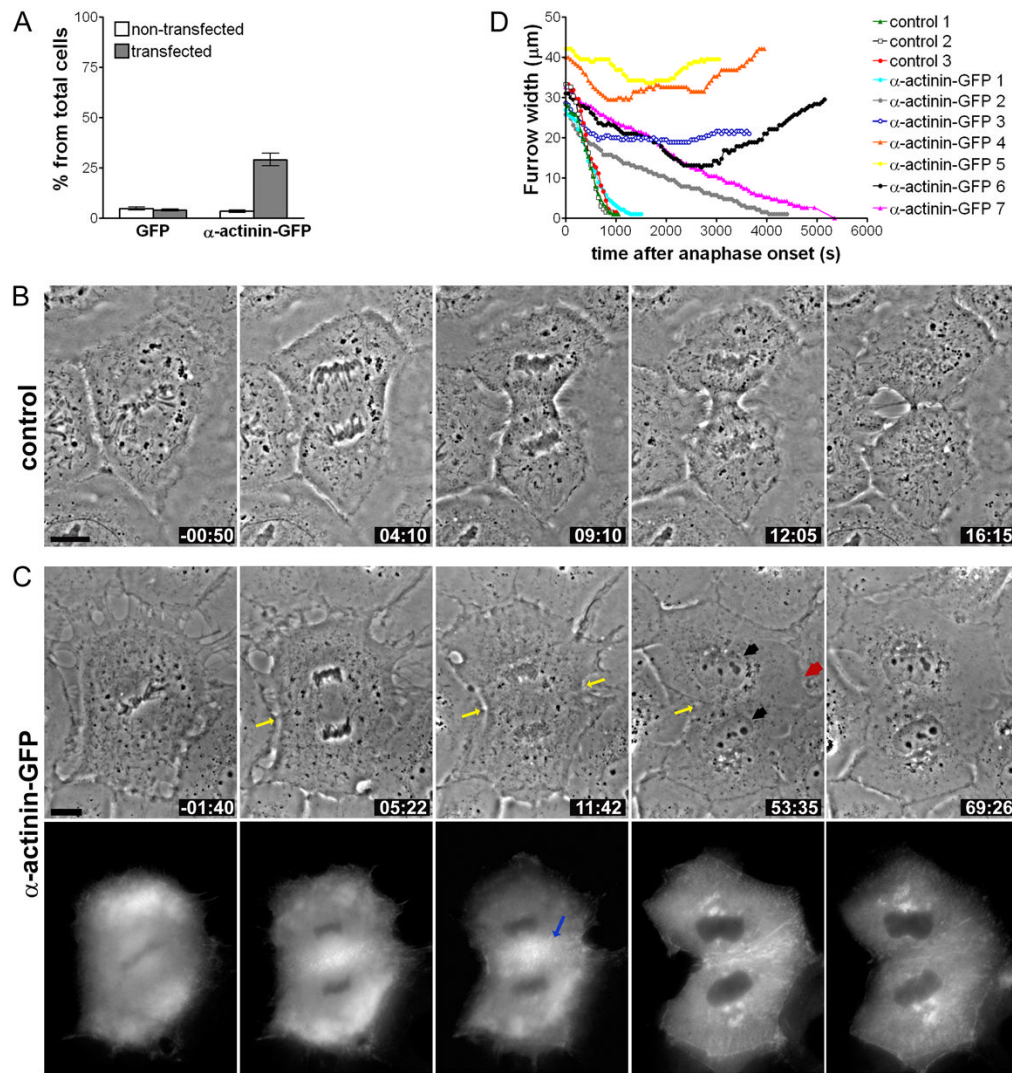 A
% from total cells
100
75
50
25
0
non-transfected
transfected
GFP
α-actinin-GFP
D
Furrow width (μm)
50
40
30
20
10
0
0 1000 2000 3000 4000 5000 6000
time after anaphase onset (s)
control 1
control 2
control 3
α-actinin-GFP 1
α-actinin-GFP 2
α-actinin-GFP 3
α-actinin-GFP 4
α-actinin-GFP 5
α-actinin-GFP 6
α-actinin-GFP 7
B
control
-00:50
04:10
09:10
12:05
16:15
C
α-actinin-GFP
-01:40
05:22
11:42
53:35
69:26